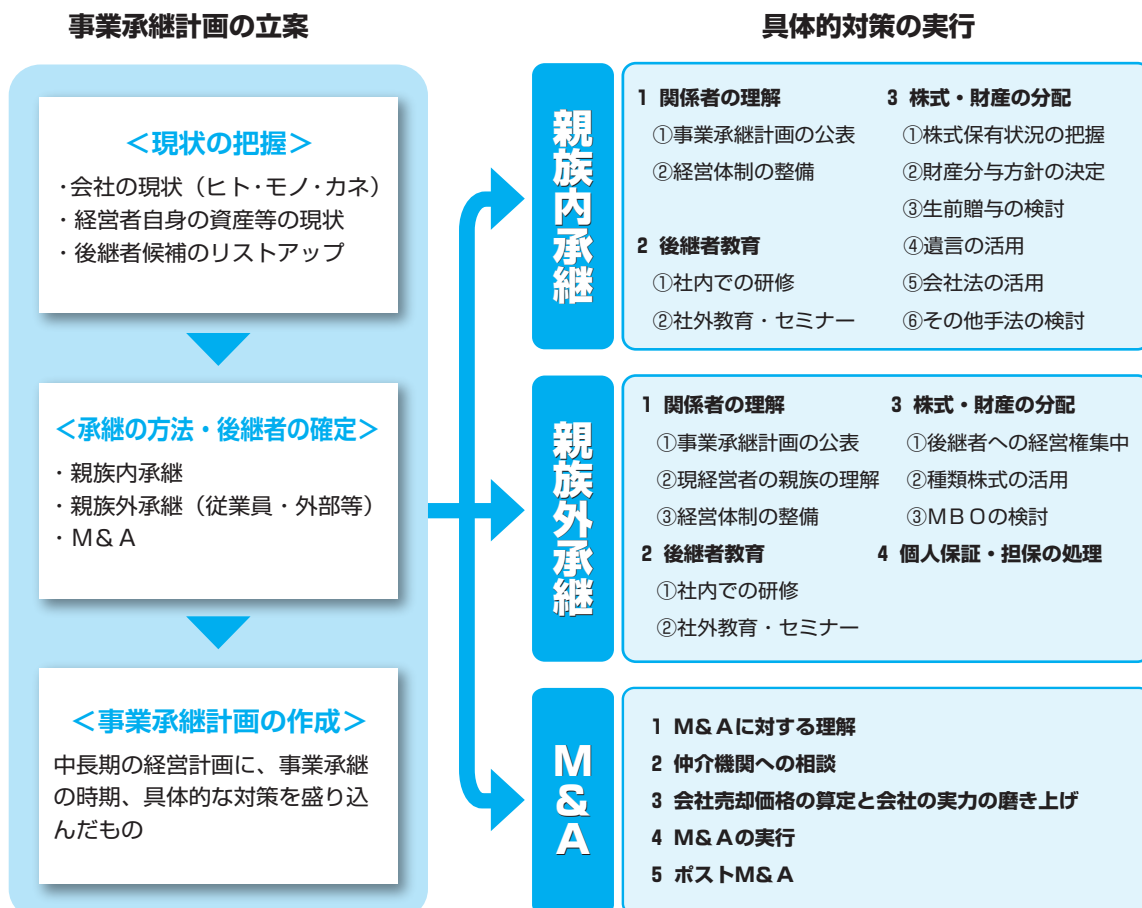 事業承継計画の立案
＜現状の把握＞
・会社の現状（ヒト・モノ・カネ）
・経営者自身の資産等の現状
・後継者候補のリストアップ
＜承継の方法・後継者の確定＞
・親族内承継
・親族外承継（従業員・外部等）
・M&A
＜事業承継計画の作成＞
中長期の経営計画に、事業承継
の時期、具体的な対策を盛り込
んだもの
具体的対策の実行
親族内承継
1 関係者の理解
①事業承継計画の公表
②経営体制の整備
2 後継者教育
①社内での研修
②社外教育・セミナー
3 株式・財産の分配
①株式保有状況の把握
②財産分与方針の決定
③生前贈与の検討
④遺言の活用
⑤会社法の活用
⑥その他手法の検討
親族外承継
1 関係者の理解
①事業承継計画の公表
②現経営者の親族の理解
③経営体制の整備
2 後継者教育
①社内での研修
②社外教育・セミナー
3 株式・財産の分配
①後継者への経営権集中
②種類株式の活用
③MBOの検討
4 個人保証・担保の処理
M&A
1 M&Aに対する理解
2 仲介機関への相談
3 会社売却価格の算定と会社の実力の磨き上げ
4 M&Aの実行
5 ポストM&A